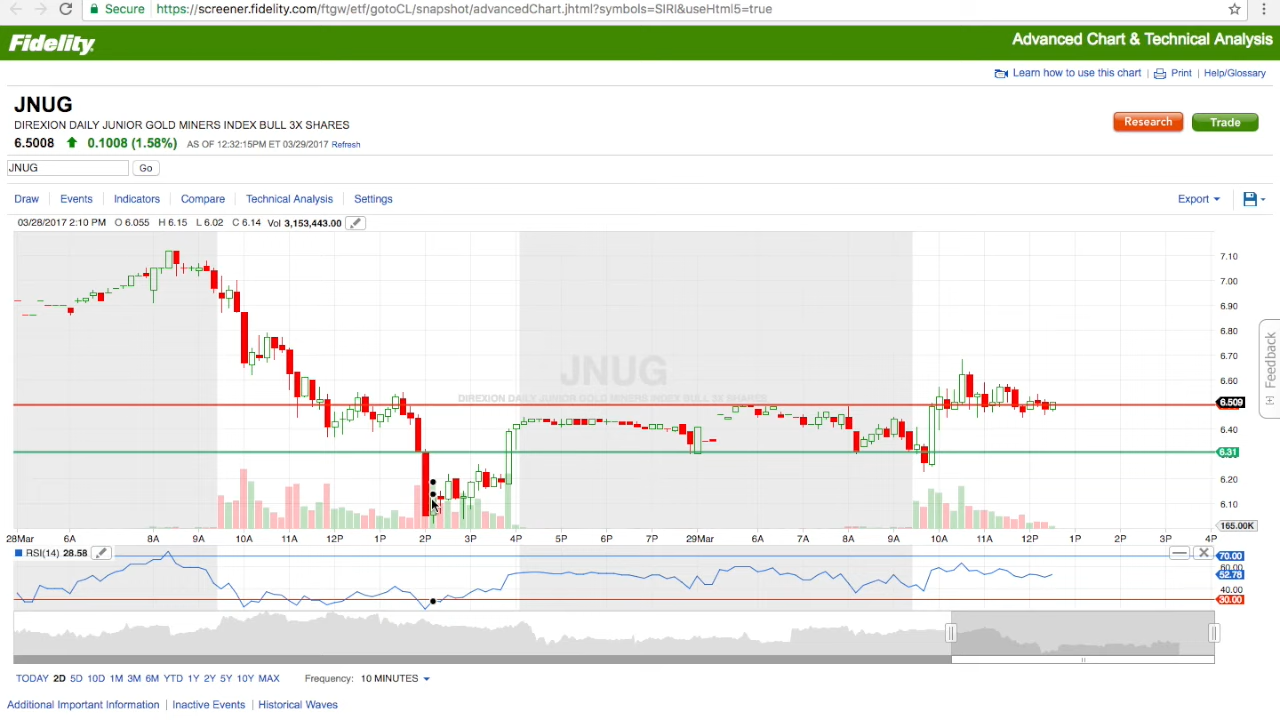 Secure https://screener.fidelity.com/ftgw/etf/gotoCL/snapshot/advancedChart.jhtml?symbols=SIRI&useHtml5=true
Fidelity
Advanced Chart & Technical Analysis
Learn how to use this chart | Print | Help/Glossary
JNUG
DIREXION DAILY JUNIOR GOLD MINERS INDEX BULL 3X SHARES
6.5008 0.1008 (1.58%) AS OF 12:32:15PM ET 03/29/2017 Refresh
Research Trade
JNUG Go
Draw Events Indicators Compare Technical Analysis Settings Export
03/28/2017 2:10 PM O 6.055 H 6.15 L 6.02 C 6.14 Vol 3,153,443.00
7.10
7.00
6.90
6.80
6.70
6.60
6.509
6.40
6.31
6.20
6.10
165.00K
JNUG
DIREXION DAILY JUNIOR GOLD MINERS INDEX BULL 3X SHARES
[+] Feedback
28Mar 6A 8A 9A 10A 11A 12P 1P 2P 3P 4P 5P 6P 7P 29Mar 6A 7A 8A 9A 10A 11A 12P 1P 2P 3P 4P
RSI(14) 28.58
70.00
60.00
52.78
30.00
TODAY 2D 5D 10D 1M 3M 6M YTD 1Y 2Y 5Y 10Y MAX Frequency: 10 MINUTES
Additional Important Information | Inactive Events | Historical Waves